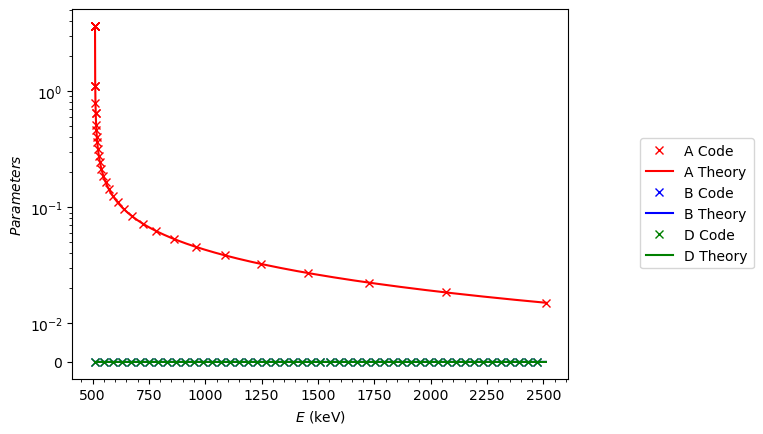 Parameters
10^0
10^-1
10^-2
0
500 750 1000 1250 1500 1750 2000 2250 2500
E (keV)
A Code
A Theory
B Code
B Theory
D Code
D Theory